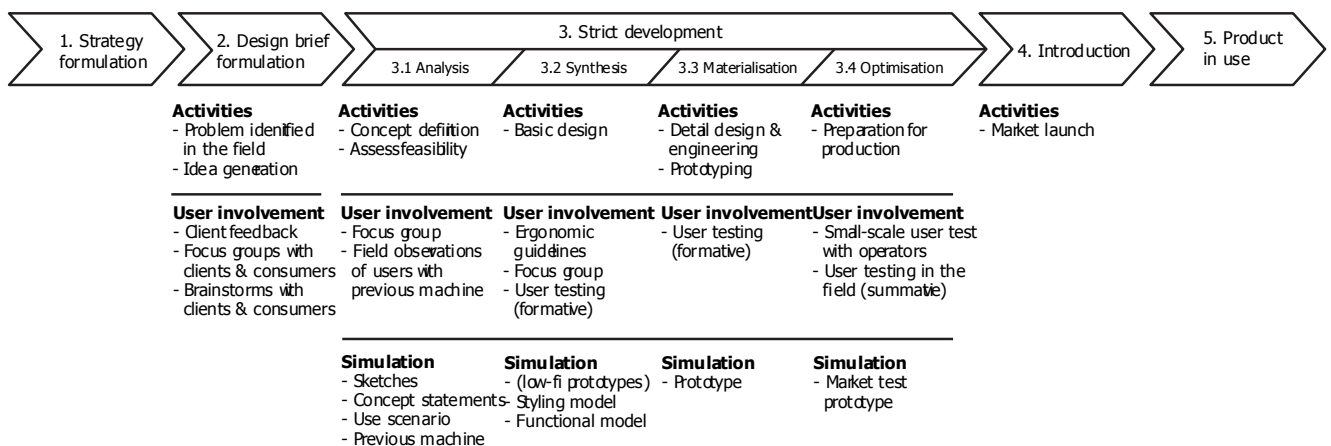 1. Strategy
formulation
2. Design brief
formulation
3. Strict development
3.1 Analysis
3.2 Synthesis
3.3 Materialisation
3.4 Optimisation
4. Introduction
5. Product
in use
Activities
- Problem identified
in the field
- Idea generation
Activities
- Concept definition
- Assess feasibility
Activities
- Basic design
Activities
- Detail design &
engineering
- Prototyping
Activities
- Preparation for
production
Activities
- Market launch
User involvement
- Client feedback
- Focus groups with
clients & consumers
- Brainstorms with
clients & consumers
User involvement
- Focus group
- Field observations
of users with
previous machine
User involvement
- Ergonomic
guidelines
- Focus group
- User testing
(formative)
User involvement
- User testing
(formative)
User involvement
- Small-scale user test
with operators
- User testing in the
field (summative)
Simulation
- Sketches
- Concept statements
- Use scenario
- Previous machine
Simulation
- (low-fi prototypes)
- Styling model
- Functional model
Simulation
- Prototype
Simulation
- Market test
prototype